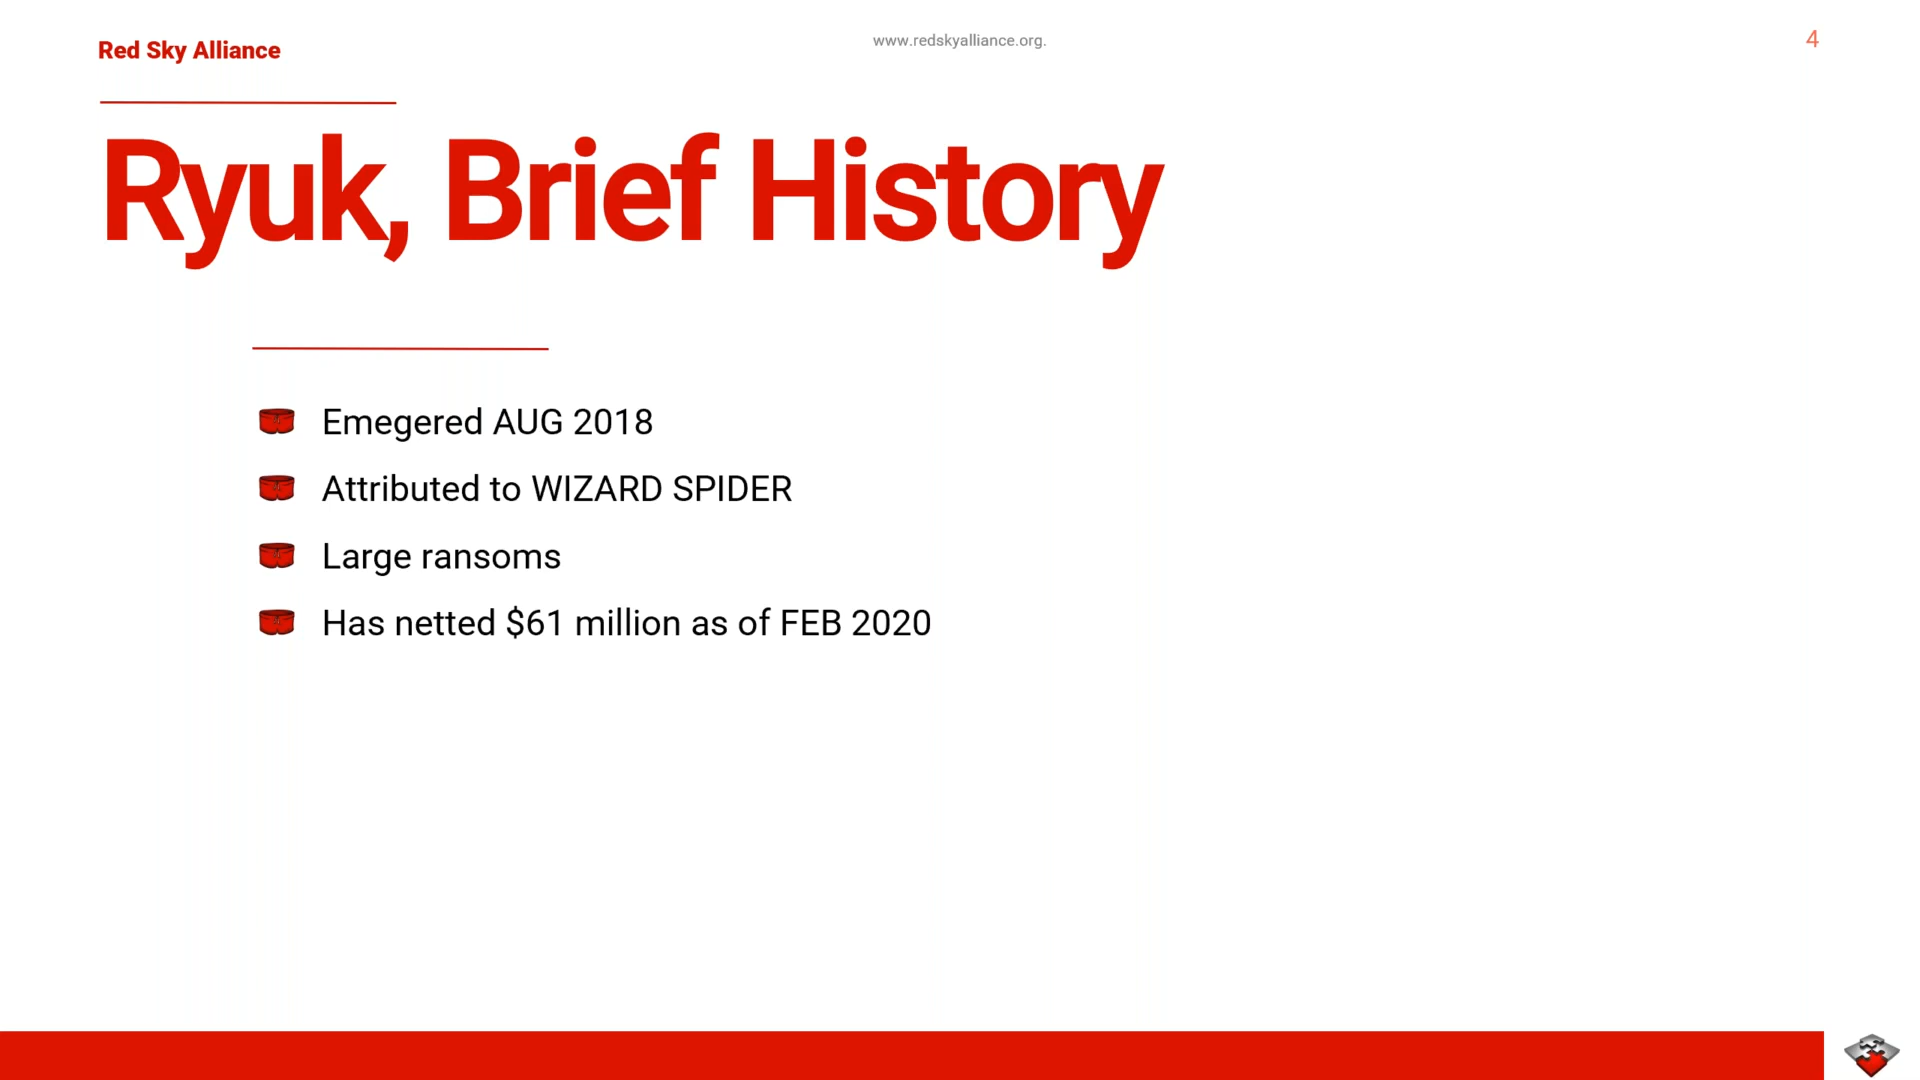 Red Sky Alliance
www.redskyalliance.org.
4
Ryuk, Brief History
Emegered AUG 2018
Attributed to WIZARD SPIDER
Large ransoms
Has netted $61 million as of FEB 2020